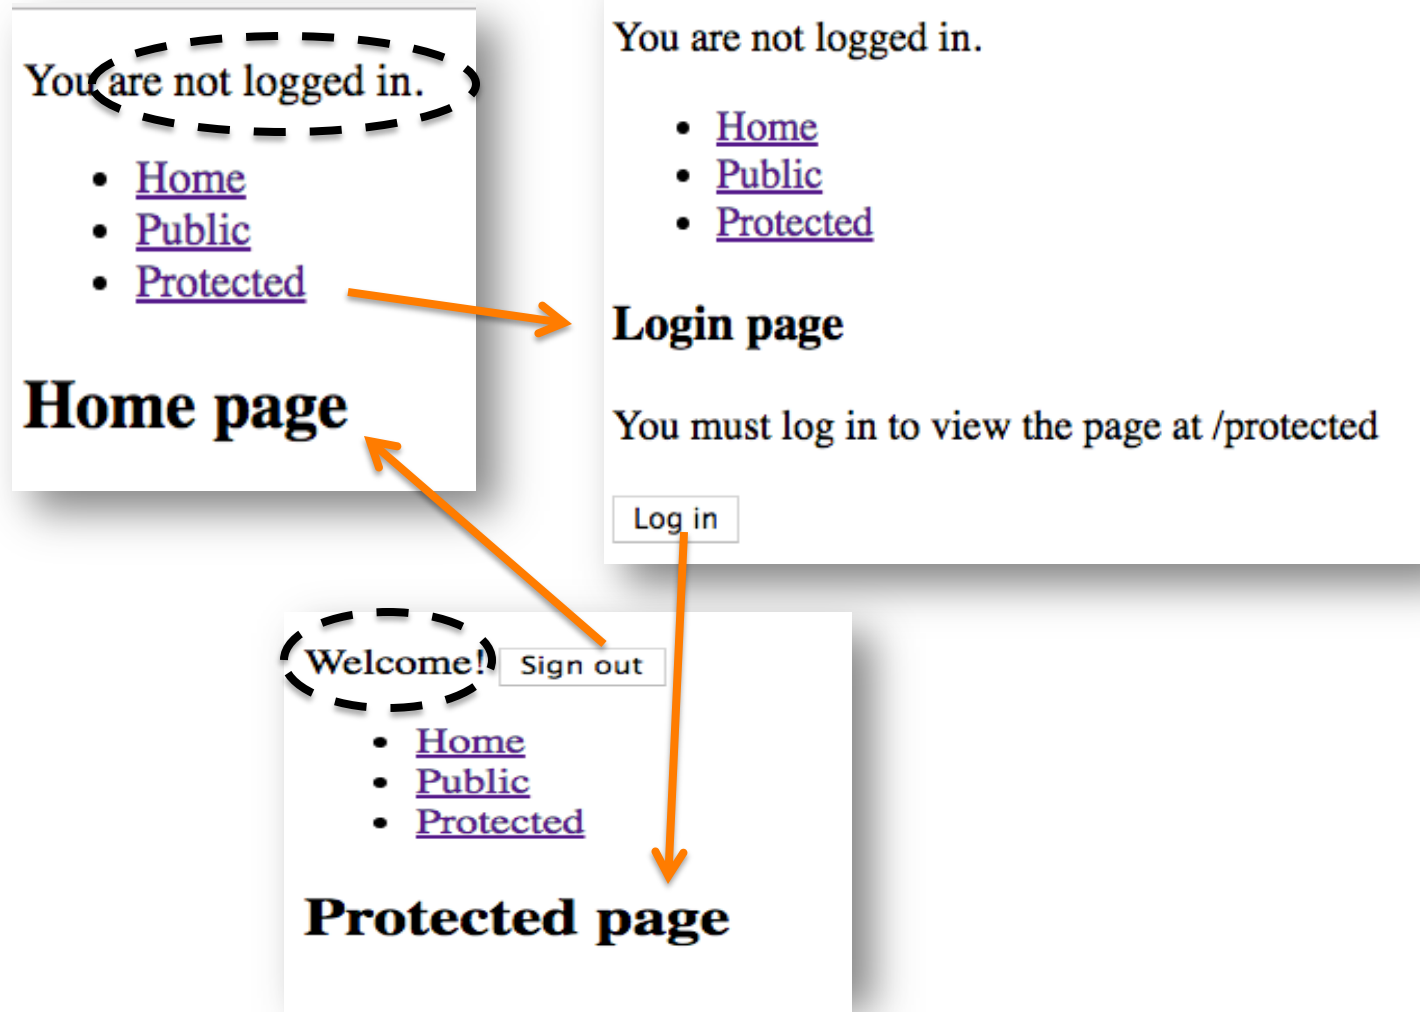 You are not logged in.
Home
Public
Protected
Home page
You are not logged in.
Home
Public
Protected
Login page
You must log in to view the page at /protected
Log in
Welcome! Sign out
Home
Public
Protected
Protected page